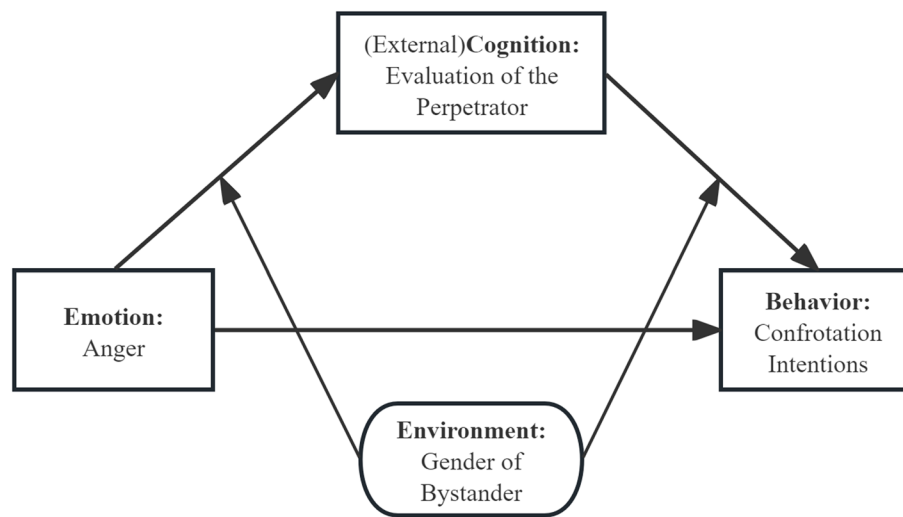 (External)Cognition:
Evaluation of the
Perpetrator
Emotion:
Anger
Behavior:
Confrotation
Intentions
Environment:
Gender of
Bystander